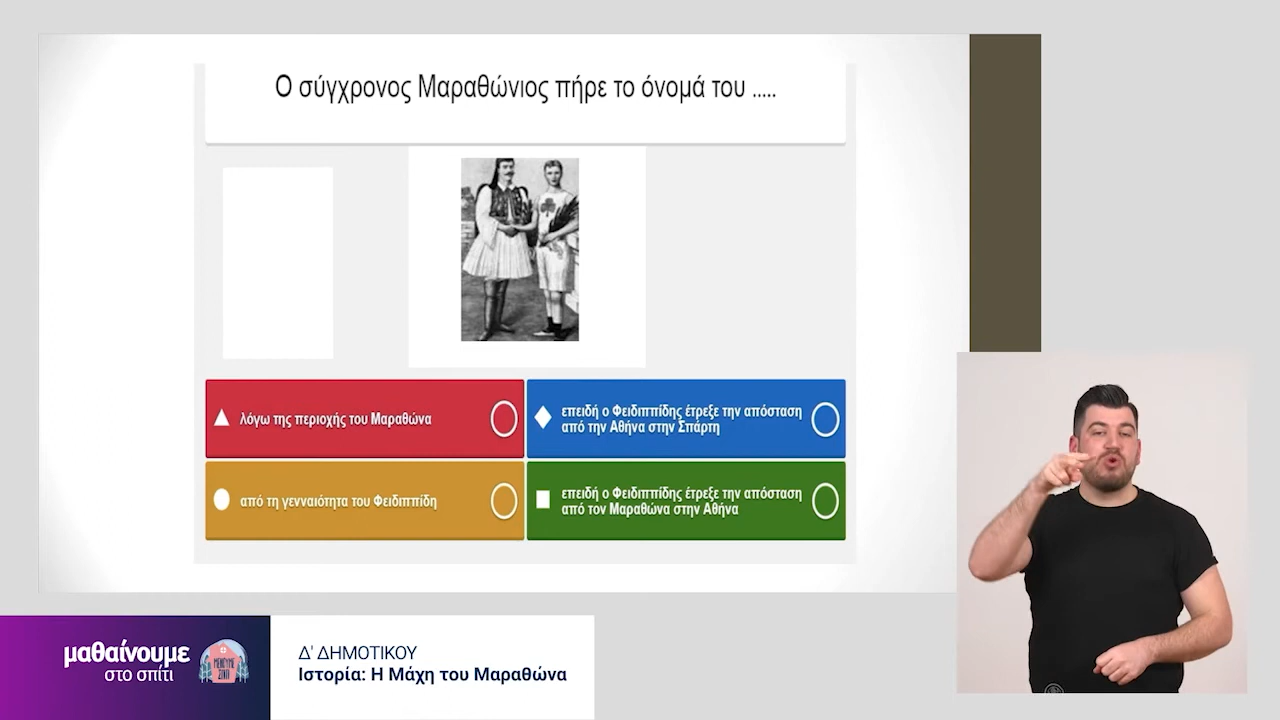 Ο σύγχρονος Μαραθώνιος πήρε το όνομά του .....
λόγω της περιοχής του Μαραθώνα
επειδή ο Φειδιππίδης έτρεξε την απόσταση
από την Αθήνα στην Σπάρτη
από τη γενναιότητα του Φειδιππίδη
επειδή ο Φειδιππίδης έτρεξε την απόσταση
από τον Μαραθώνα στην Αθήνα
μαθαίνουμε
στο σπίτι
ΜΕΝΟΥΜΕ
ΣΠΙΤΙ
Δ' ΔΗΜΟΤΙΚΟΥ
Ιστορία: Η Μάχη του Μαραθώνα